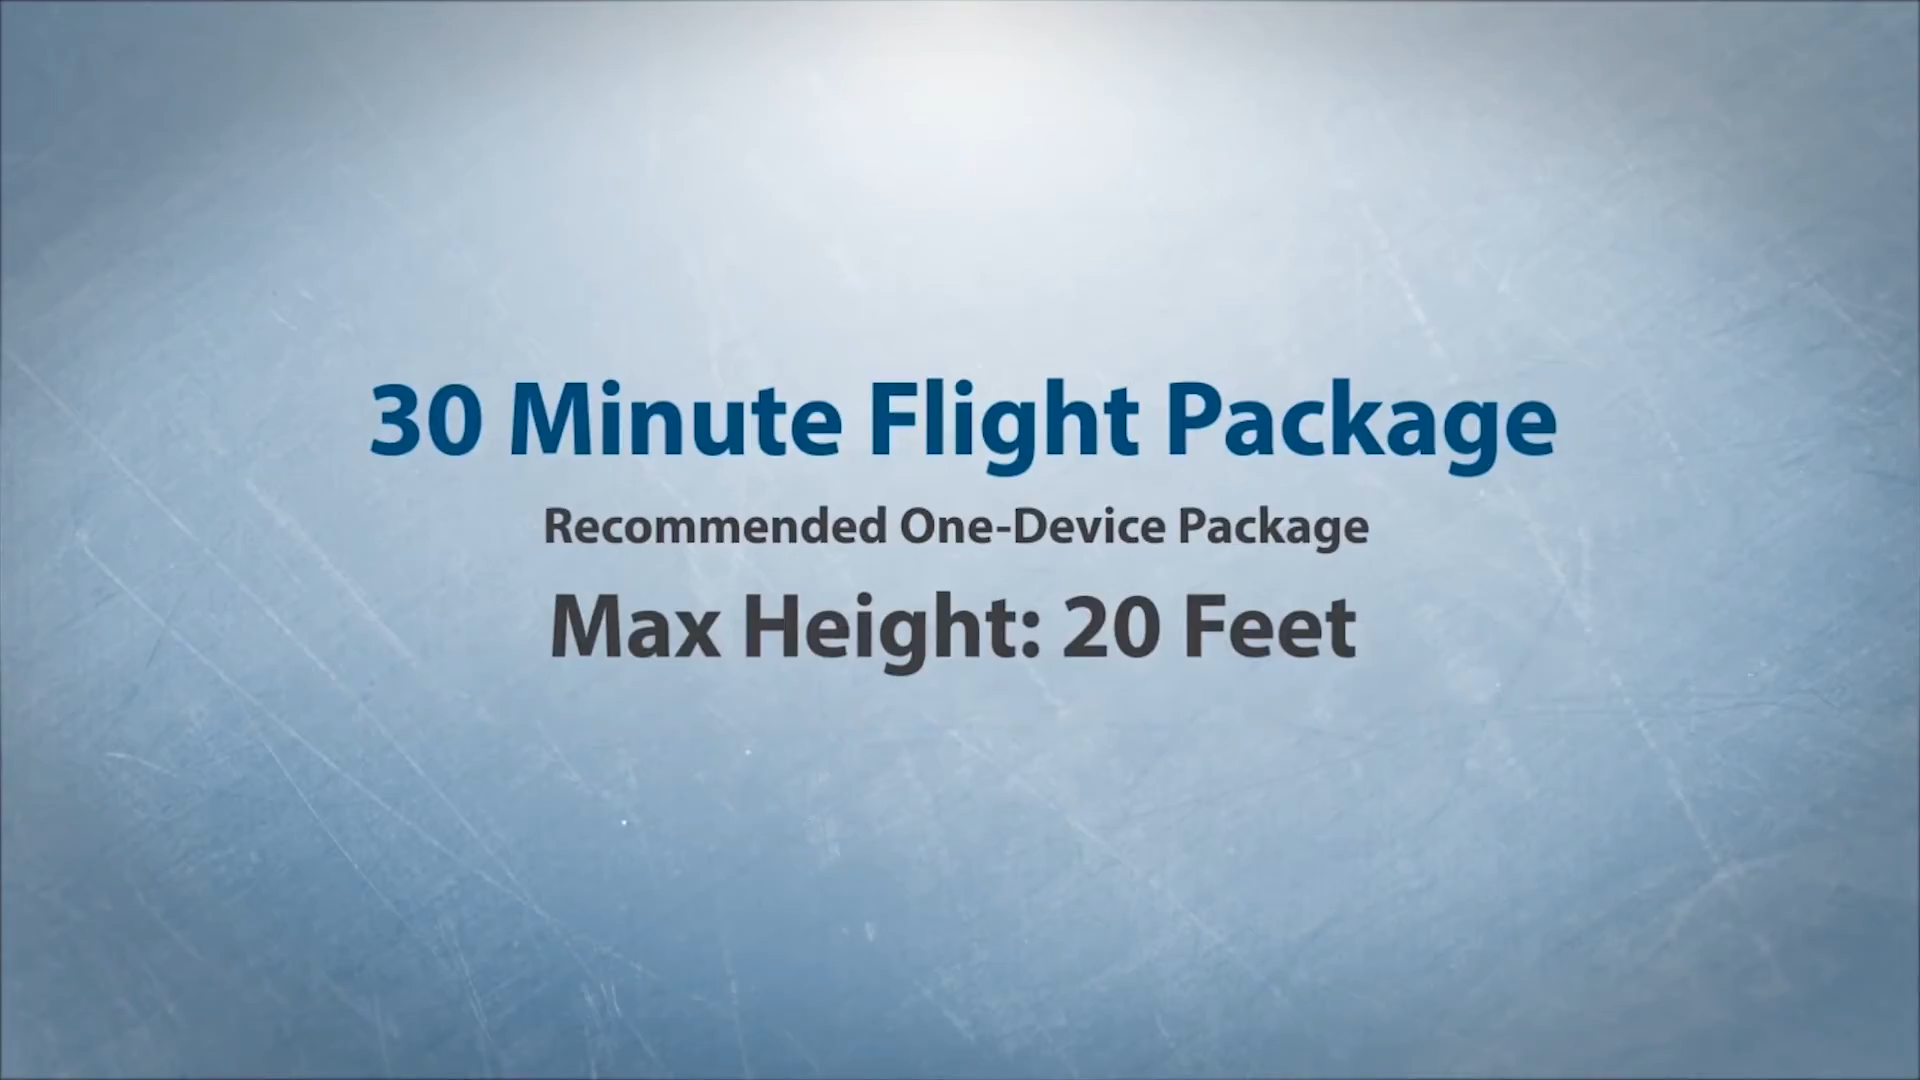 30 Minute Flight Package
Recommended One-Device Package
Max Height: 20 Feet